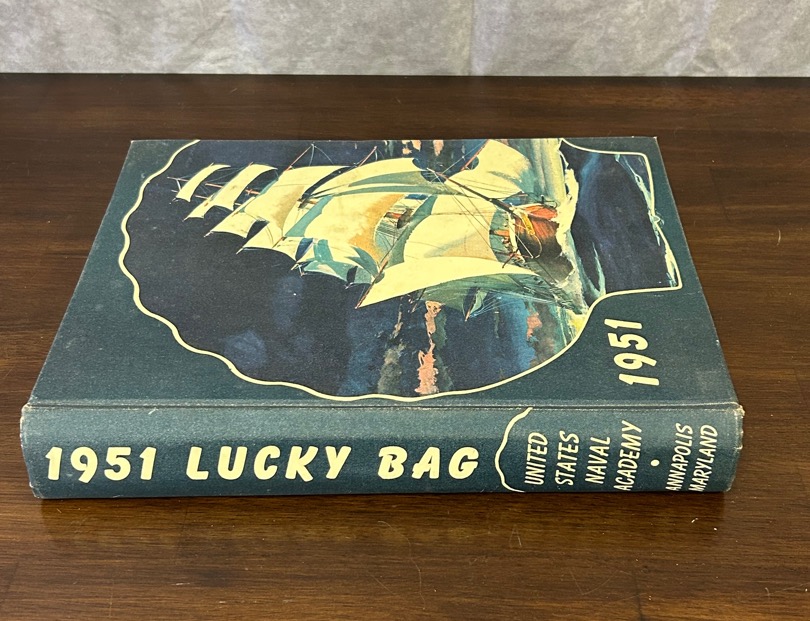 1951
1951 LUCKY BAG
UNITED
STATES
NAVAL
ACADEMY
•
ANNAPOLIS
MARYLAND